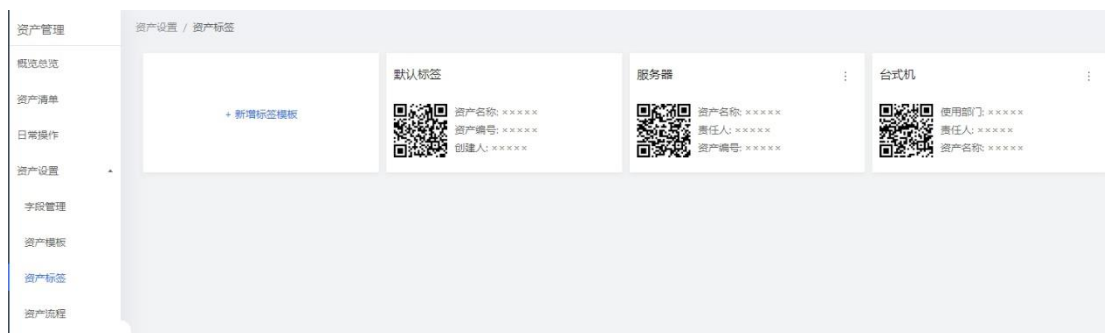 资产管理
概览总览
资产清单
日常操作
资产设置
字段管理
资产模板
资产标签
资产流程
资产设置 / 资产标签
+ 新增标签模板
默认标签
资产名称: ×××××
资产编号: ×××××
创建人: ×××××
服务器
资产名称: ×××××
责任人: ×××××
资产编号: ×××××
台式机
使用部门: ×××××
责任人: ×××××
资产名称: ×××××